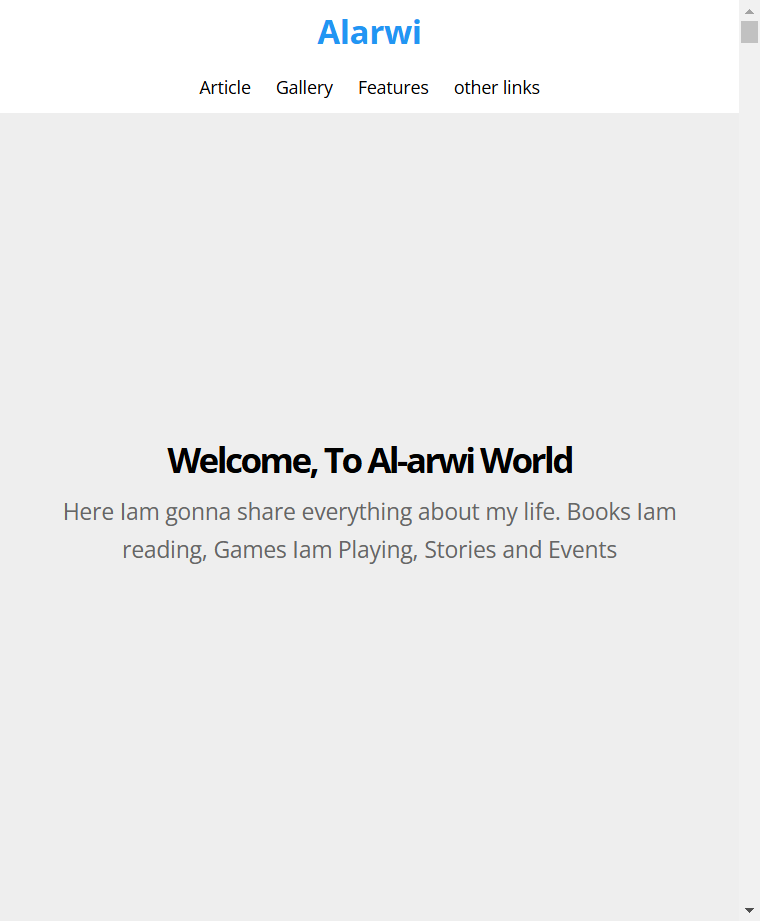 Alarwi
Article Gallery Features other links
Welcome, To Al-arwi World
Here Iam gonna share everything about my life. Books Iam
reading, Games Iam Playing, Stories and Events